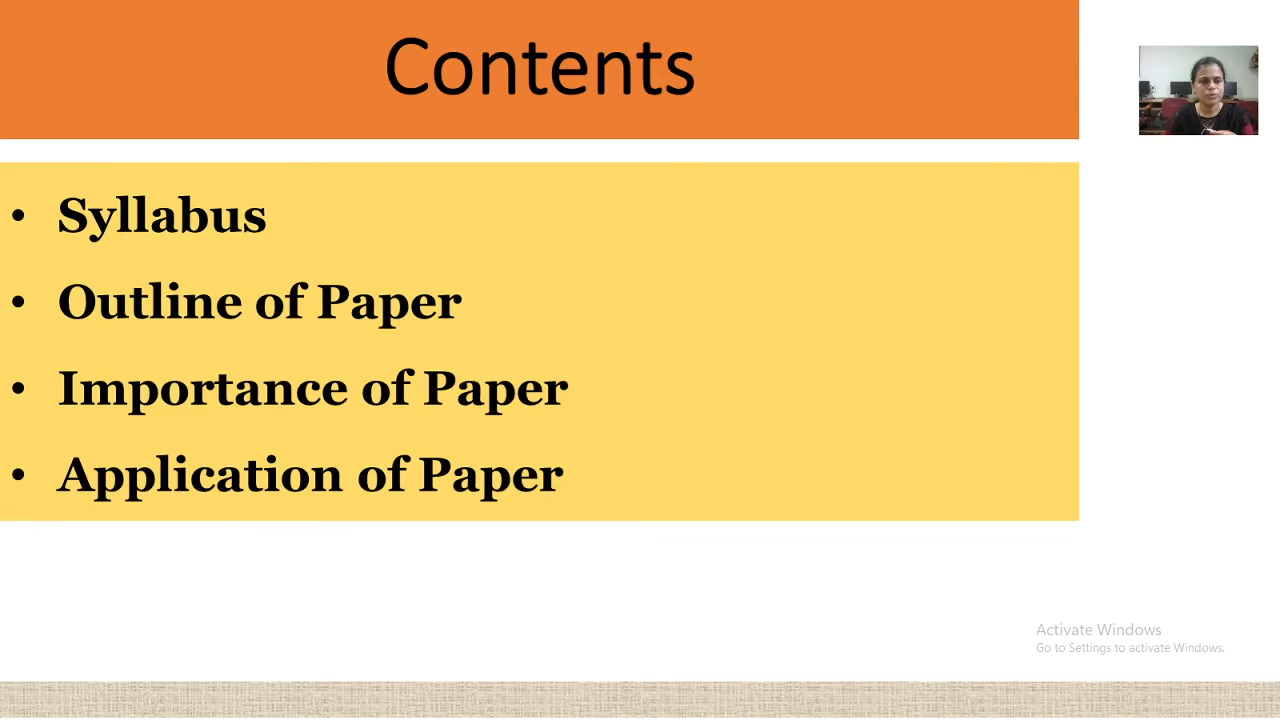 Contents
• Syllabus
• Outline of Paper
• Importance of Paper
• Application of Paper
Activate Windows
Go to Settings to activate Windows.